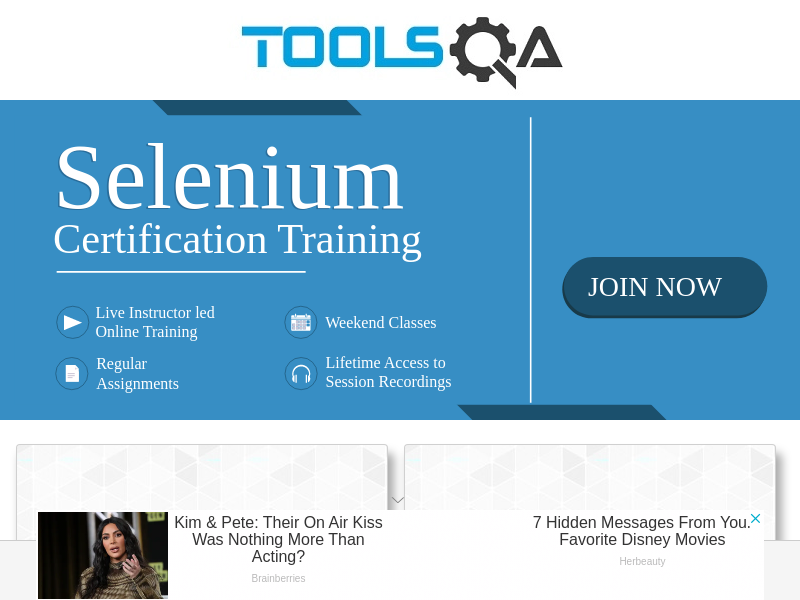 TOOLSQA
Selenium
Certification Training
JOIN NOW
Live Instructor led
Online Training
Weekend Classes
Regular
Assignments
Lifetime Access to
Session Recordings
Kim & Pete: Their On Air Kiss
Was Nothing More Than
Acting?
Brainberries
7 Hidden Messages From You.
Favorite Disney Movies
Herbeauty